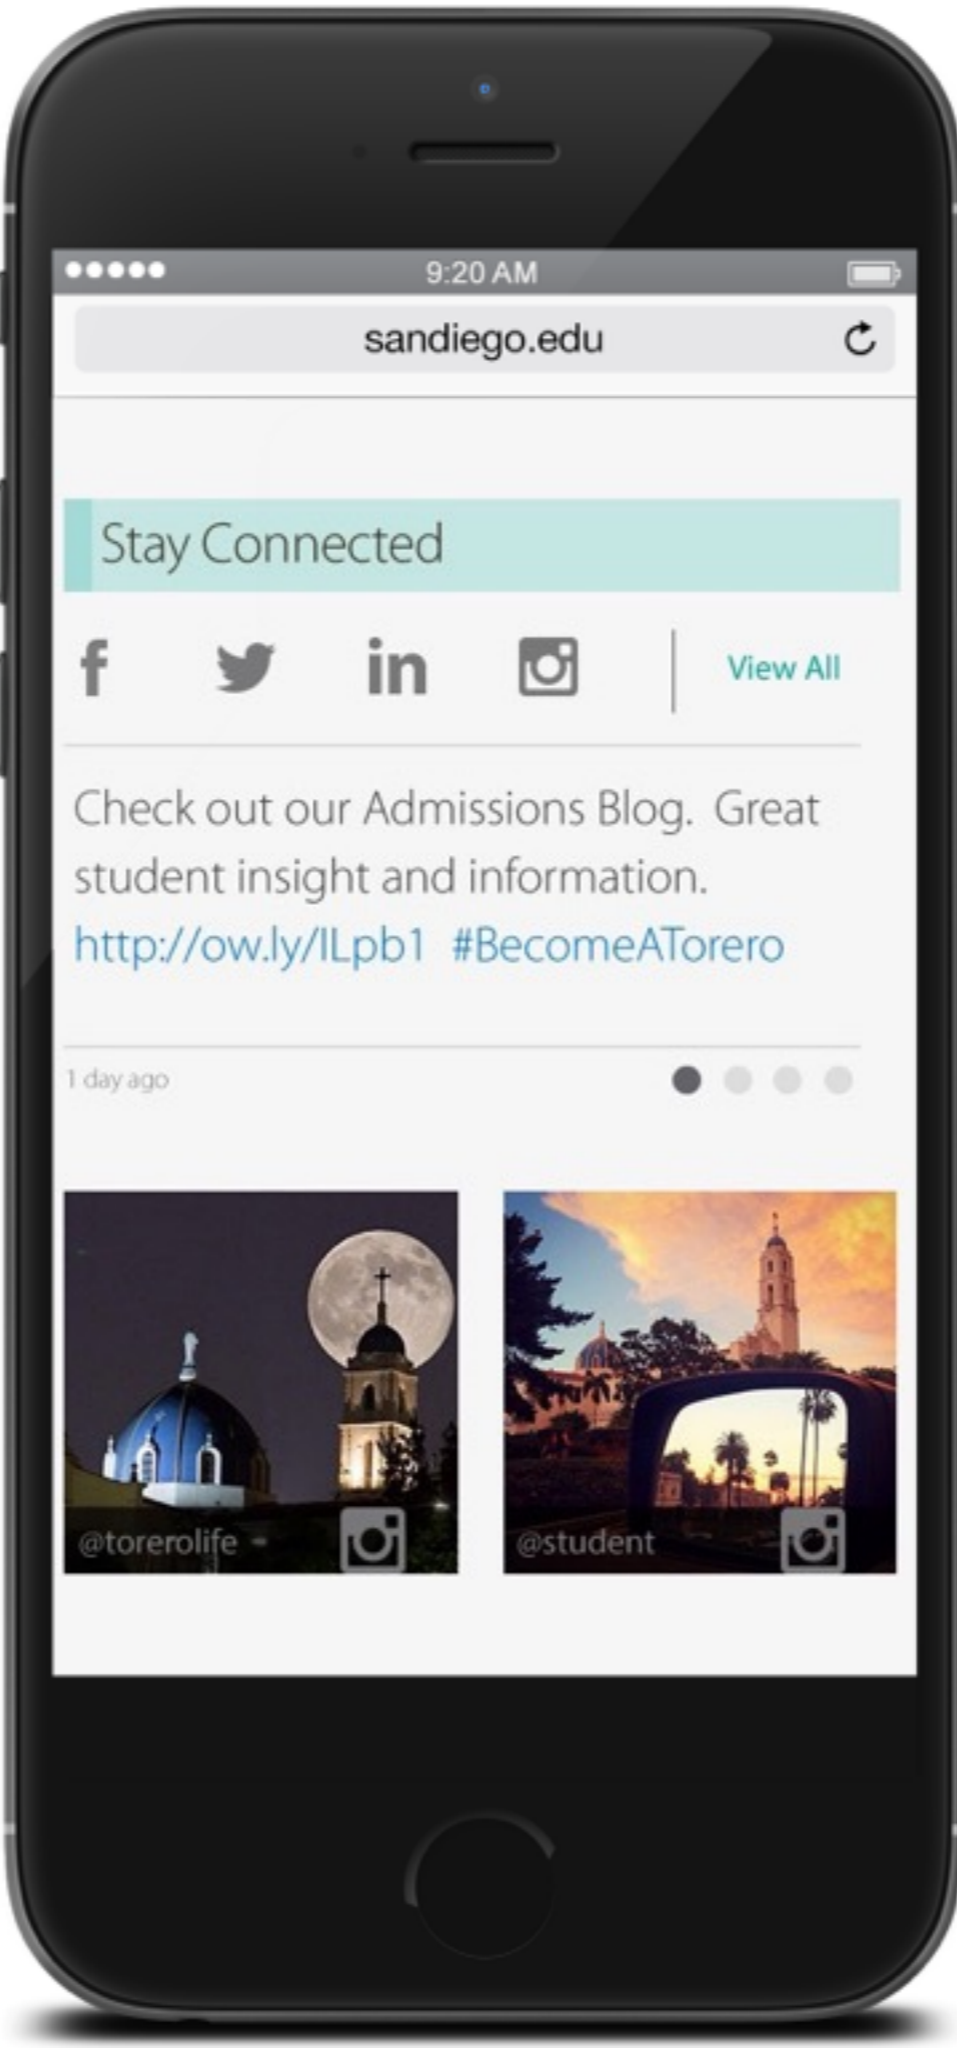 9:20 AM
sandiego.edu
Stay Connected
View All
Check out our Admissions Blog. Great
student insight and information.
http://ow.ly/ILpb1 #BecomeATorero
1 day ago
@torerolife
@student